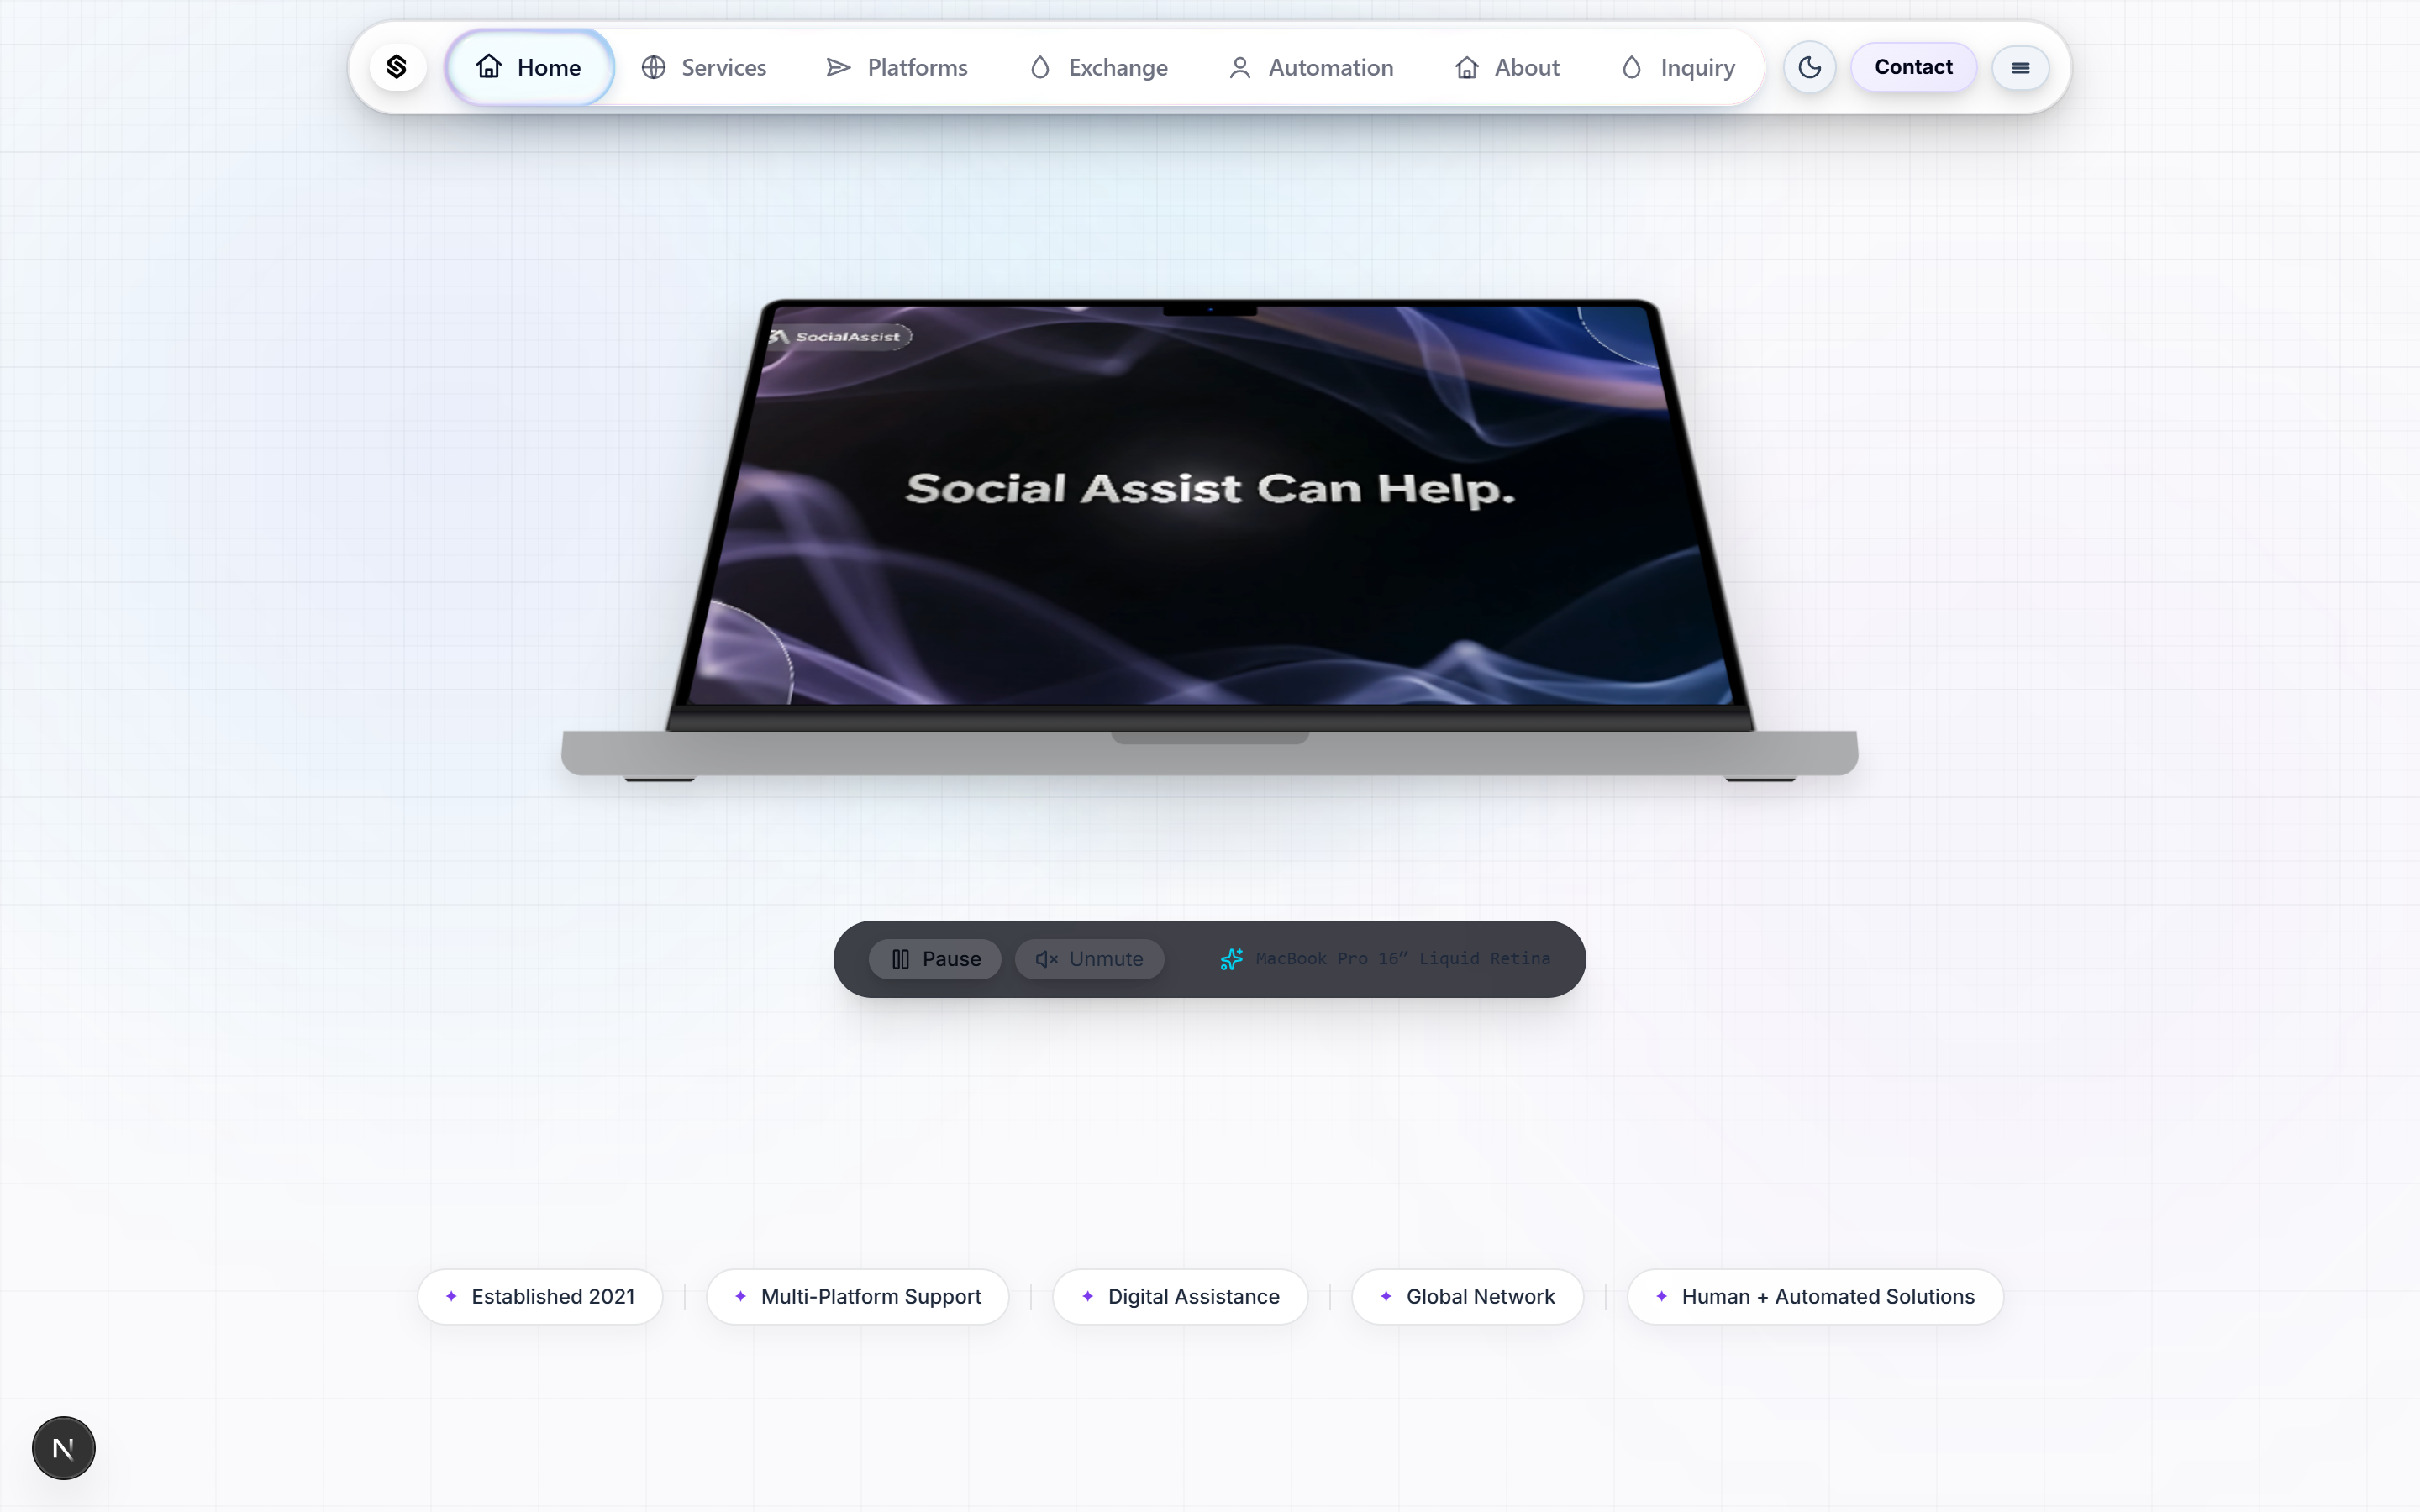 Home Services Platforms Exchange Automation About Inquiry Contact
SocialAssist
Social Assist Can Help.
Pause Unmute MacBook Pro 16” Liquid Retina
Established 2021 Multi-Platform Support Digital Assistance Global Network Human + Automated Solutions
N